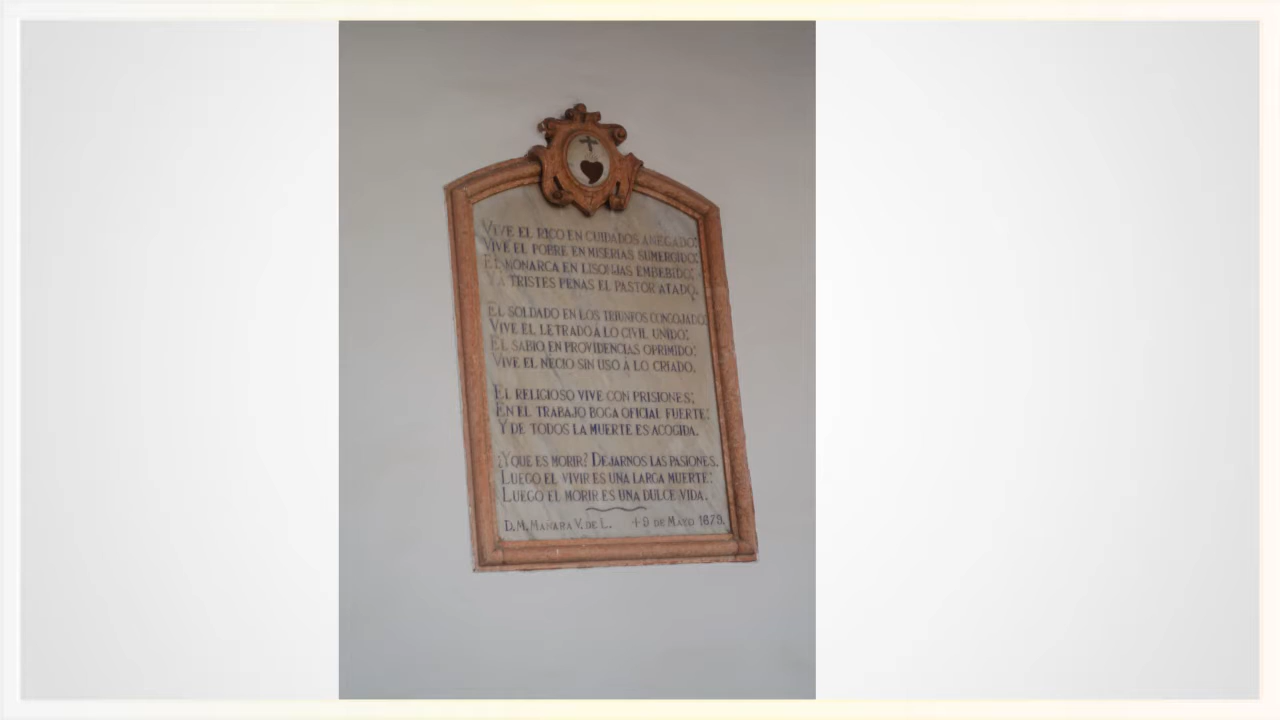 VIVE EL RICO EN CUIDADOS ANEGADO;
VIVE EL POBRE EN MISERIAS SUMERGIDO;
EL MONARCA EN LISONJAS EMBEBIDO;
Y A TRISTES PENAS EL PASTOR ATADO.
EL SOLDADO EN LOS TRIUNFOS CONGOJADO;
VIVE EL LETRADO A LO CIVIL UNIDO;
EL SABIO EN PROVIDENCIAS OPRIMIDO;
VIVE EL NECIO SIN USO A LO CRIADO.
EL RELIGIOSO VIVE CON PRISIONES;
EN EL TRABAJO BOGA OFICIAL FUERTE;
Y DE TODOS LA MUERTE ES ACOGIDA.
¿Y QUE ES MORIR? DEJARNOS LAS PASIONES.
LUEGO EL VIVIR ES UNA LARGA MUERTE;
LUEGO EL MORIR ES UNA DULCE VIDA.
D. M. MAÑARA V. DE L. † 9 DE MAYO 1679.